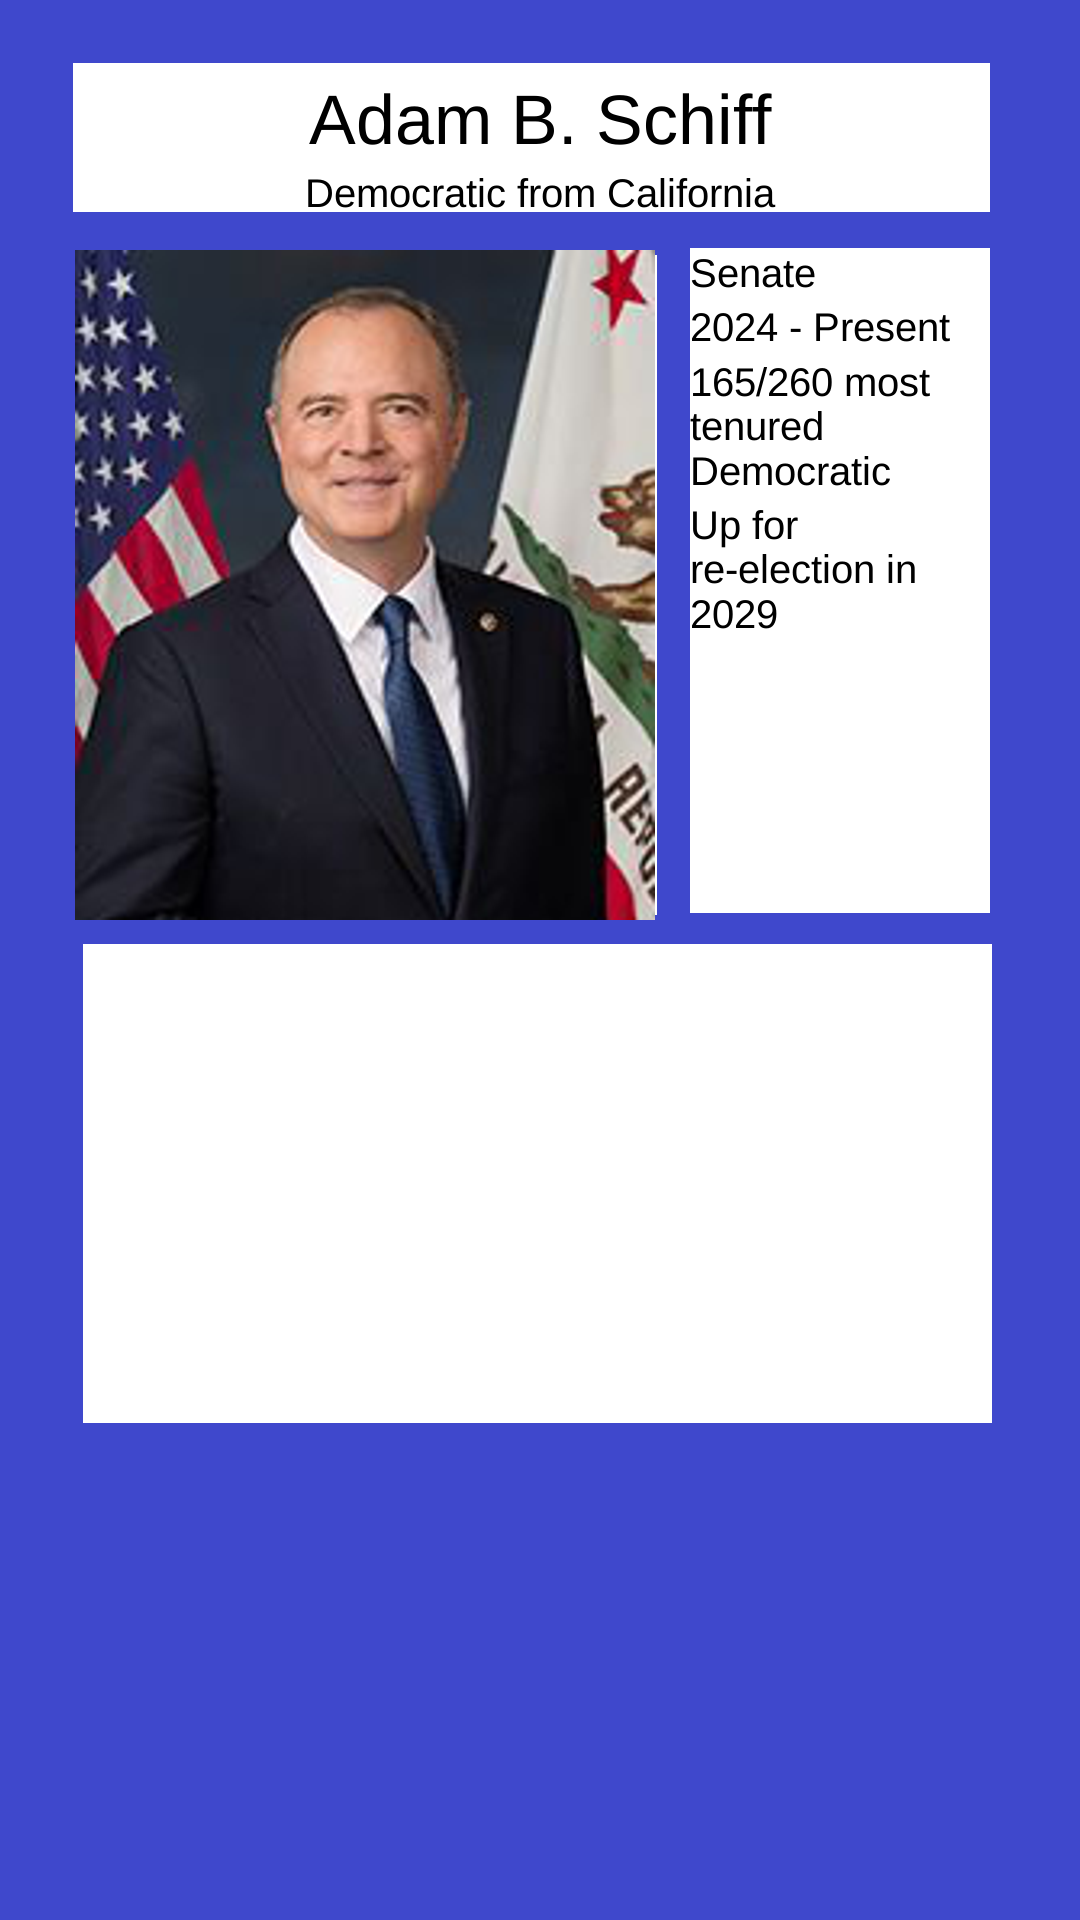 Adam B. Schiff
Democratic from California
Senate
2024 - Present
165/260 most
tenured
Democratic
Up for
re-election in
2029
REPU